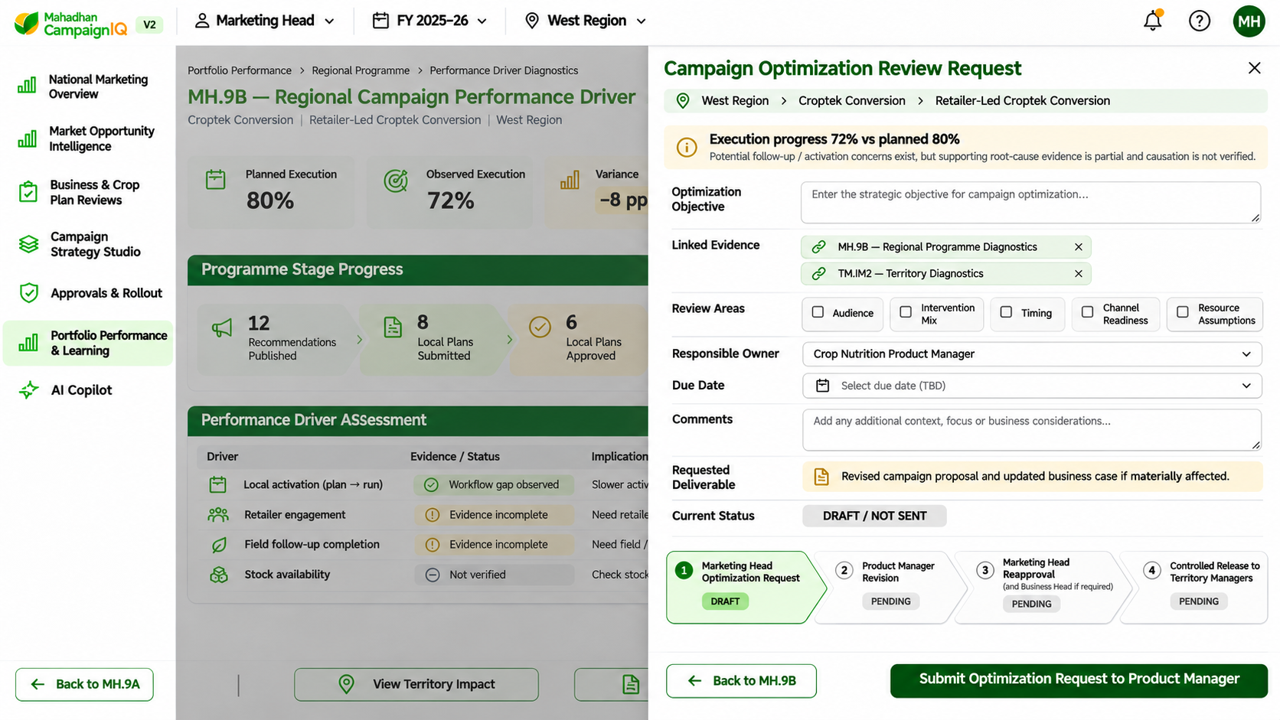 Mahadhan
CampaignIQ
V2
Marketing Head
FY 2025–26
West Region
MH
National Marketing
Overview
Market Opportunity
Intelligence
Business & Crop
Plan Reviews
Campaign
Strategy Studio
Approvals & Rollout
Portfolio Performance
& Learning
AI Copilot
Back to MH.9A
Portfolio Performance > Regional Programme > Performance Driver Diagnostics
MH.9B — Regional Campaign Performance Driver
Croptek Conversion | Retailer-Led Croptek Conversion | West Region
Planned Execution
80%
Observed Execution
72%
Variance
−8 pp
Programme Stage Progress
12
Recommendations
Published
8
Local Plans
Submitted
6
Local Plans
Approved
Performance Driver ASsessment
Driver Evidence / Status Implication
Local activation (plan → run) Workflow gap observed Slower activ
Retailer engagement Evidence incomplete Need retaile
Field follow-up completion Evidence incomplete Need field /
Stock availability Not verified Check stock
View Territory Impact
Campaign Optimization Review Request
West Region > Croptek Conversion > Retailer-Led Croptek Conversion
Execution progress 72% vs planned 80%
Potential follow-up / activation concerns exist, but supporting root-cause evidence is partial and causation is not verified.
Optimization
Objective
Enter the strategic objective for campaign optimization...
Linked Evidence
MH.9B — Regional Programme Diagnostics
TM.IM2 — Territory Diagnostics
Review Areas
Audience
Intervention
Mix
Timing
Channel
Readiness
Resource
Assumptions
Responsible Owner
Crop Nutrition Product Manager
Due Date
Select due date (TBD)
Comments
Add any additional context, focus or business considerations...
Requested
Deliverable
Revised campaign proposal and updated business case if materially affected.
Current Status
DRAFT / NOT SENT
1
Marketing Head
Optimization Request
DRAFT
2
Product Manager
Revision
PENDING
3
Marketing Head
Reapproval
(and Business Head if required)
PENDING
4
Controlled Release to
Territory Managers
PENDING
Back to MH.9B
Submit Optimization Request to Product Manager